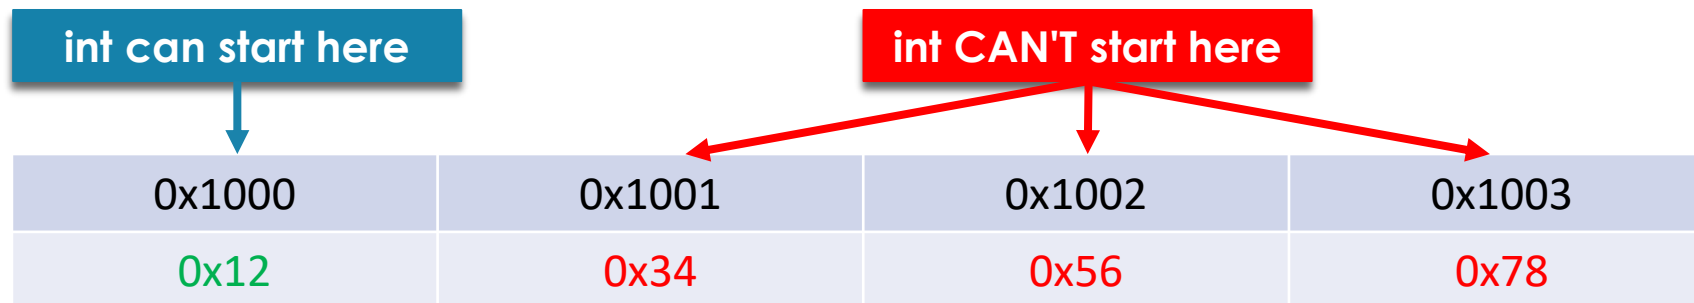 int can start here
int CAN'T start here
0x1000 0x1001 0x1002 0x1003
0x12 0x34 0x56 0x78